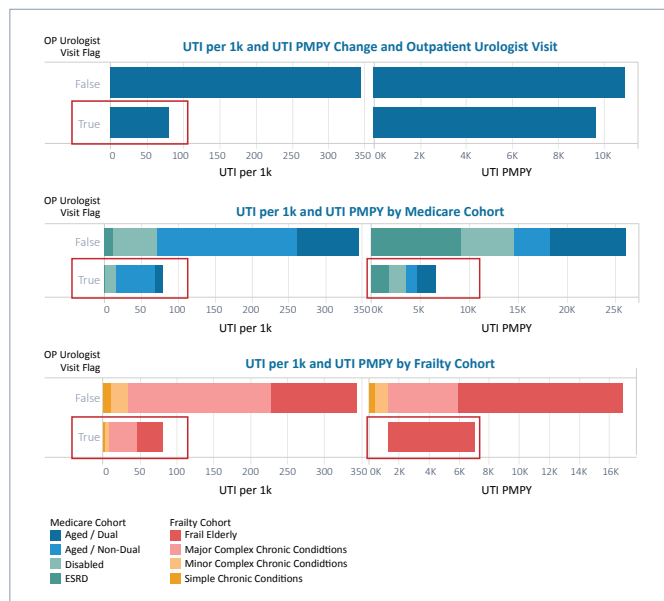 OP Urologist
Visit Flag
UTI per 1k and UTI PMPY Change and Outpatient Urologist Visit
False
True
0 50 100 150 200 250 300 350 0K 2K 4K 6K 8K 10K
UTI per 1k UTI PMPY
OP Urologist
Visit Flag
UTI per 1k and UTI PMPY by Medicare Cohort
False
True
0 50 100 150 200 250 300 350 0K 5K 10K 15K 20K 25K
UTI per 1k UTI PMPY
OP Urologist
Visit Flag
UTI per 1k and UTI PMPY by Frailty Cohort
False
True
0 50 100 150 200 250 300 0K 2K 4K 6K 8K 10K 12K 14K 16K
UTI per 1k UTI PMPY
Medicare Cohort Frailty Cohort
Aged / Dual Frail Elderly
Aged / Non-Dual Major Complex Chronic Condidtions
Disabled Minor Complex Chronic Condidtions
ESRD Simple Chronic Conditions